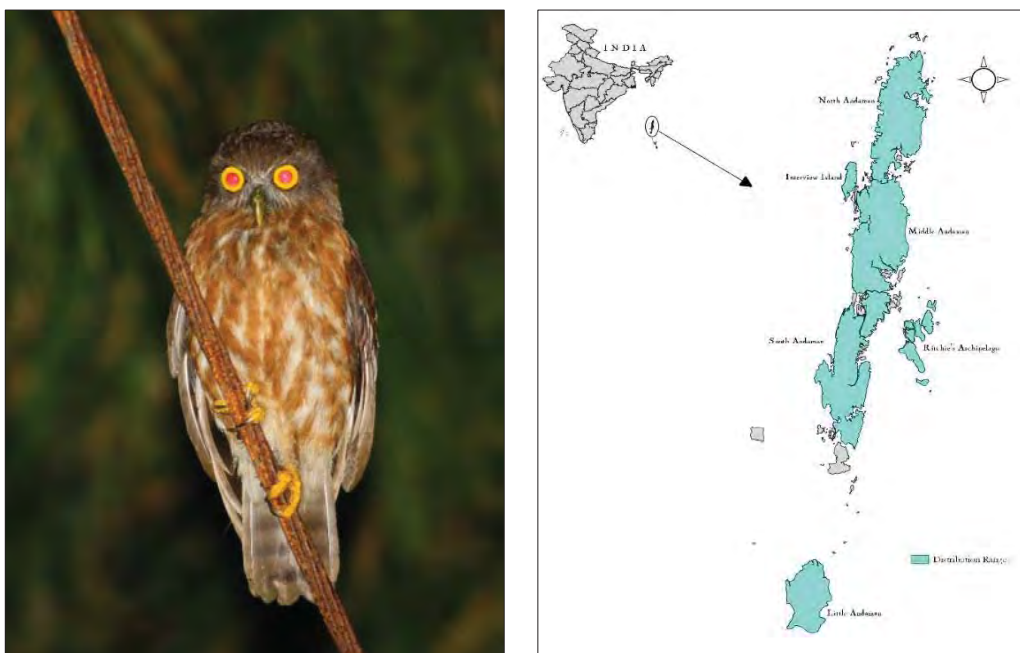 INDIA
North Andaman
Interview Island
Middle Andaman
South Andaman
Ritchie's Archipelago
Distribution Range
Little Andaman